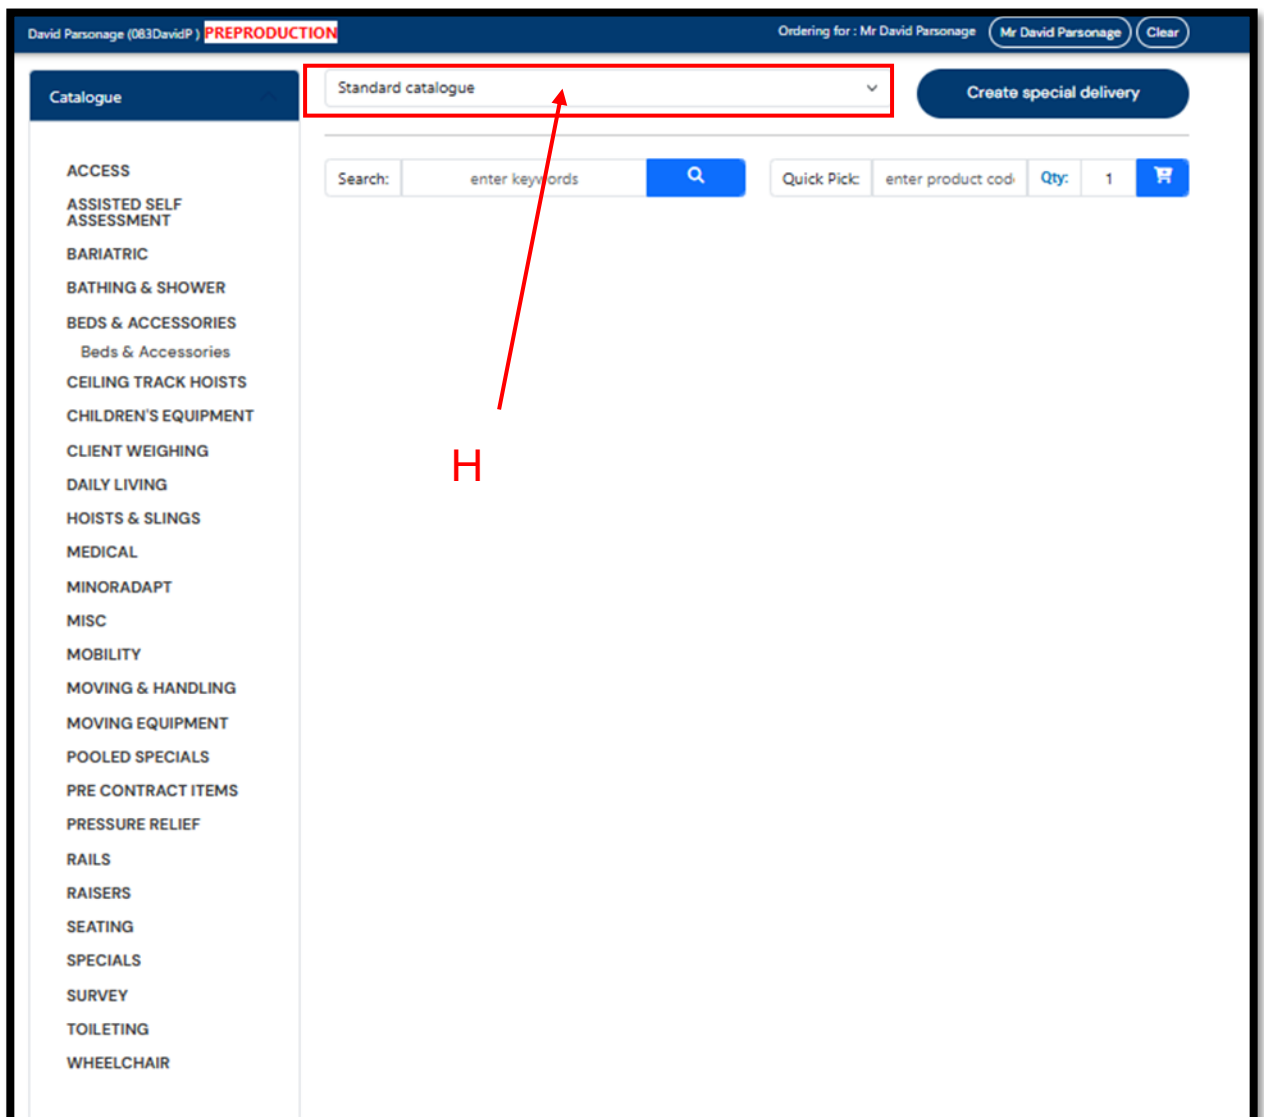 David Parsonage (083DavidP ) PREPRODUCTION
Ordering for : Mr David Parsonage Mr David Parsonage Clear
Catalogue
Standard catalogue
Create special delivery
Search: enter keywords
Quick Pick: enter product cod Qty: 1
ACCESS
ASSISTED SELF
ASSESSMENT
BARIATRIC
BATHING & SHOWER
BEDS & ACCESSORIES
Beds & Accessories
CEILING TRACK HOISTS
CHILDREN'S EQUIPMENT
CLIENT WEIGHING
DAILY LIVING
HOISTS & SLINGS
MEDICAL
MINORADAPT
MISC
MOBILITY
MOVING & HANDLING
MOVING EQUIPMENT
POOLED SPECIALS
PRE CONTRACT ITEMS
PRESSURE RELIEF
RAILS
RAISERS
SEATING
SPECIALS
SURVEY
TOILETING
WHEELCHAIR
H